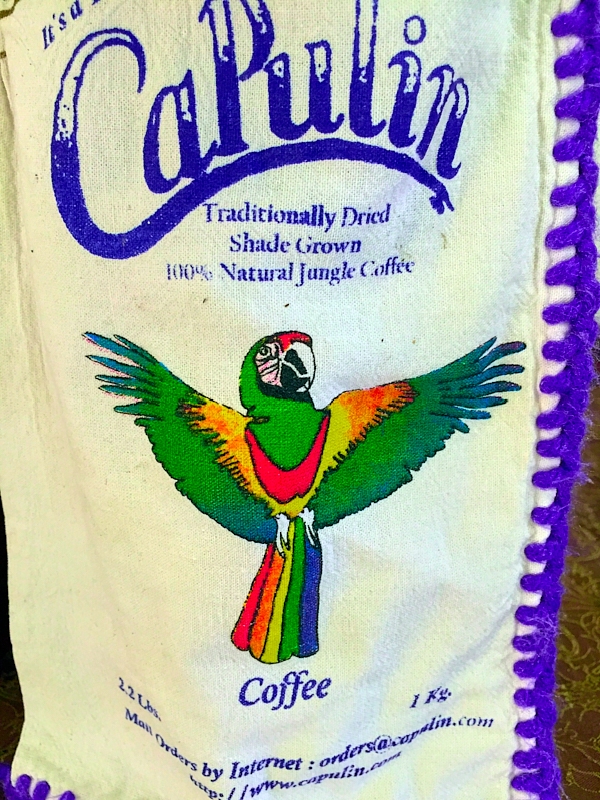 It's a
CaPulin
Traditionally Dried
Shade Grown
100% Natural Jungle Coffee
Coffee
2.2 Lbs. 1 Kg.
Mail Orders by Internet : orders@capulin.com
http://www.capulin.com